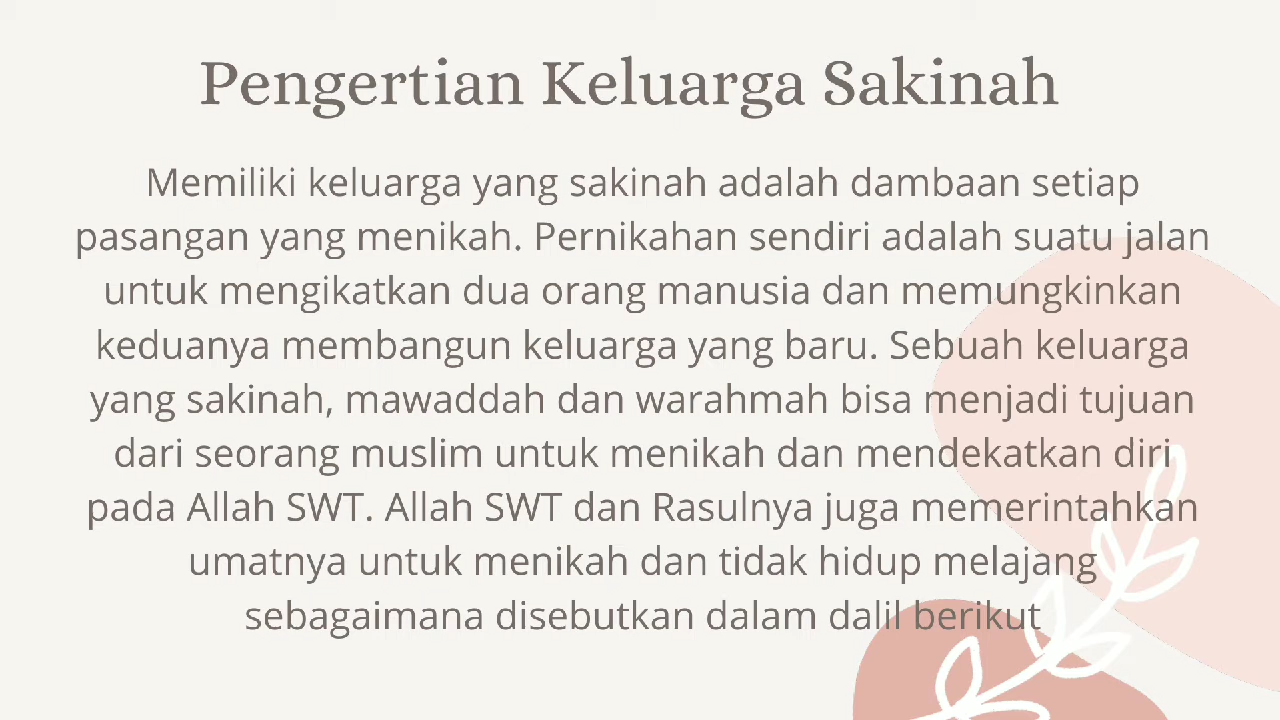 Pengertian Keluarga Sakinah
Memiliki keluarga yang sakinah adalah dambaan setiap
pasangan yang menikah. Pernikahan sendiri adalah suatu jalan
untuk mengikatkan dua orang manusia dan memungkinkan
keduanya membangun keluarga yang baru. Sebuah keluarga
yang sakinah, mawaddah dan warahmah bisa menjadi tujuan
dari seorang muslim untuk menikah dan mendekatkan diri
pada Allah SWT. Allah SWT dan Rasulnya juga memerintahkan
umatnya untuk menikah dan tidak hidup melajang
sebagaimana disebutkan dalam dalil berikut